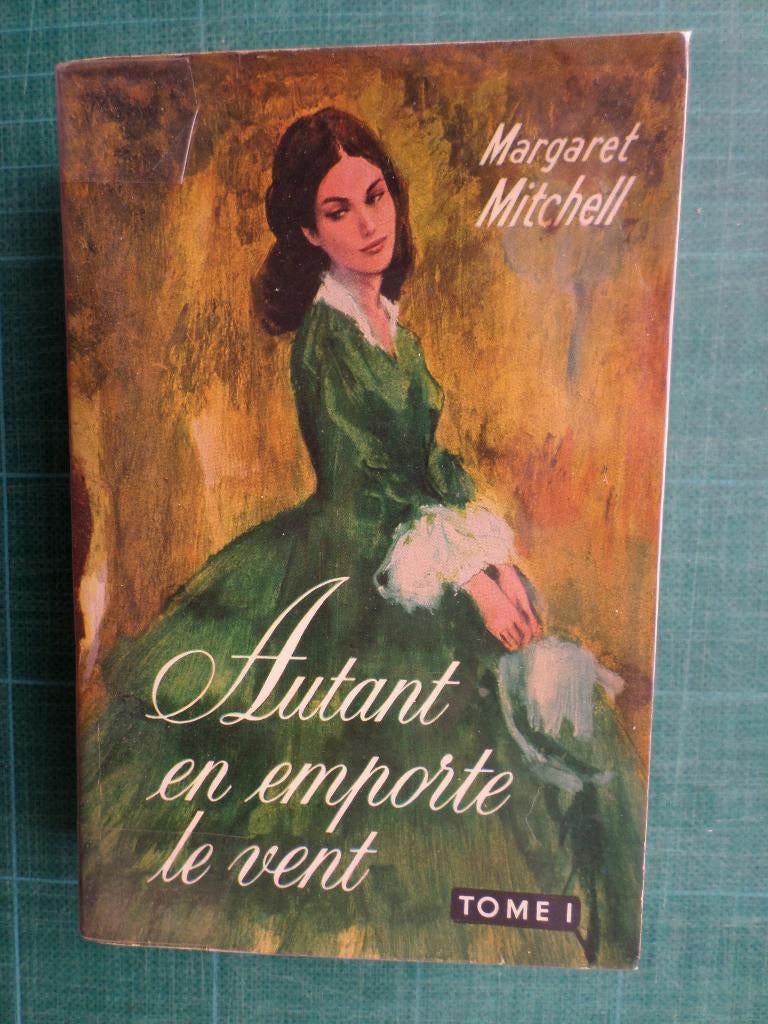 Margaret
Mitchell
Autant
en emporte
le vent
TOME I